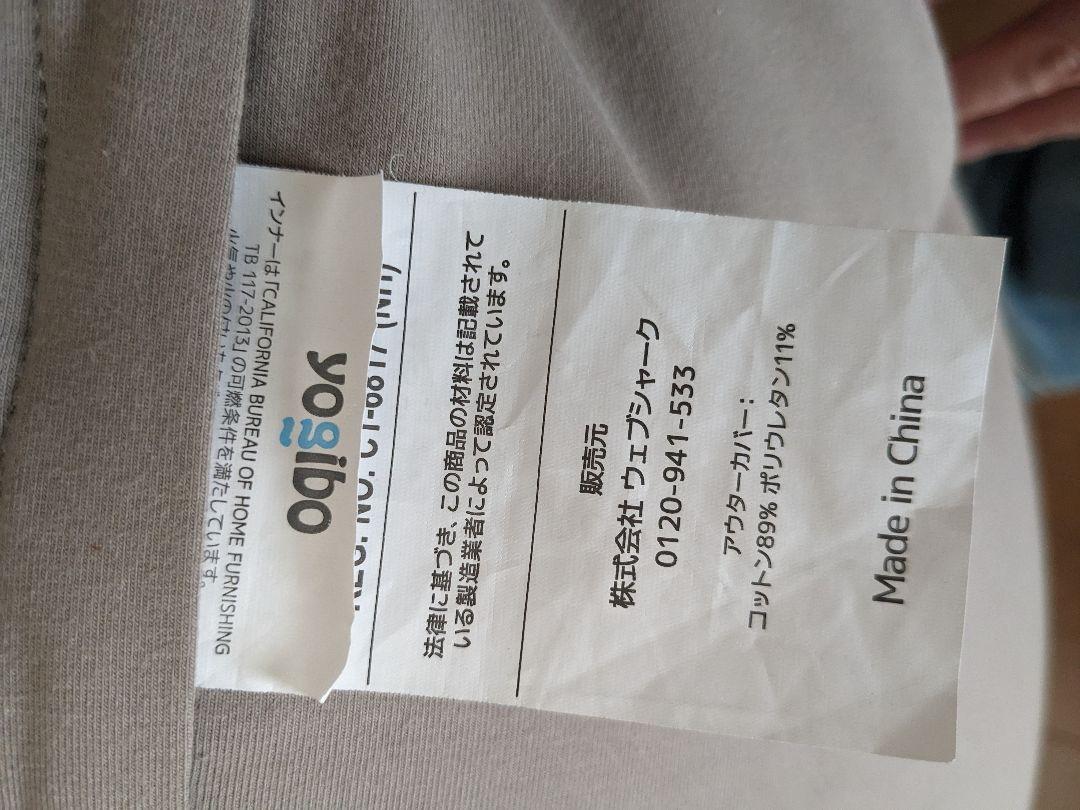 インナーは「CALIFORNIA BUREAU OF HOME FURNISHING
TB 117-2013」の可燃条件を満たしています。
yogibo
法律に基づき、この商品の材料は記載されて
いる製造業者によって認定されています。
販売元
株式会社 ウェブシャーク
0120-941-533
アウターカバー：
コットン89% ポリウレタン11%
Made in China